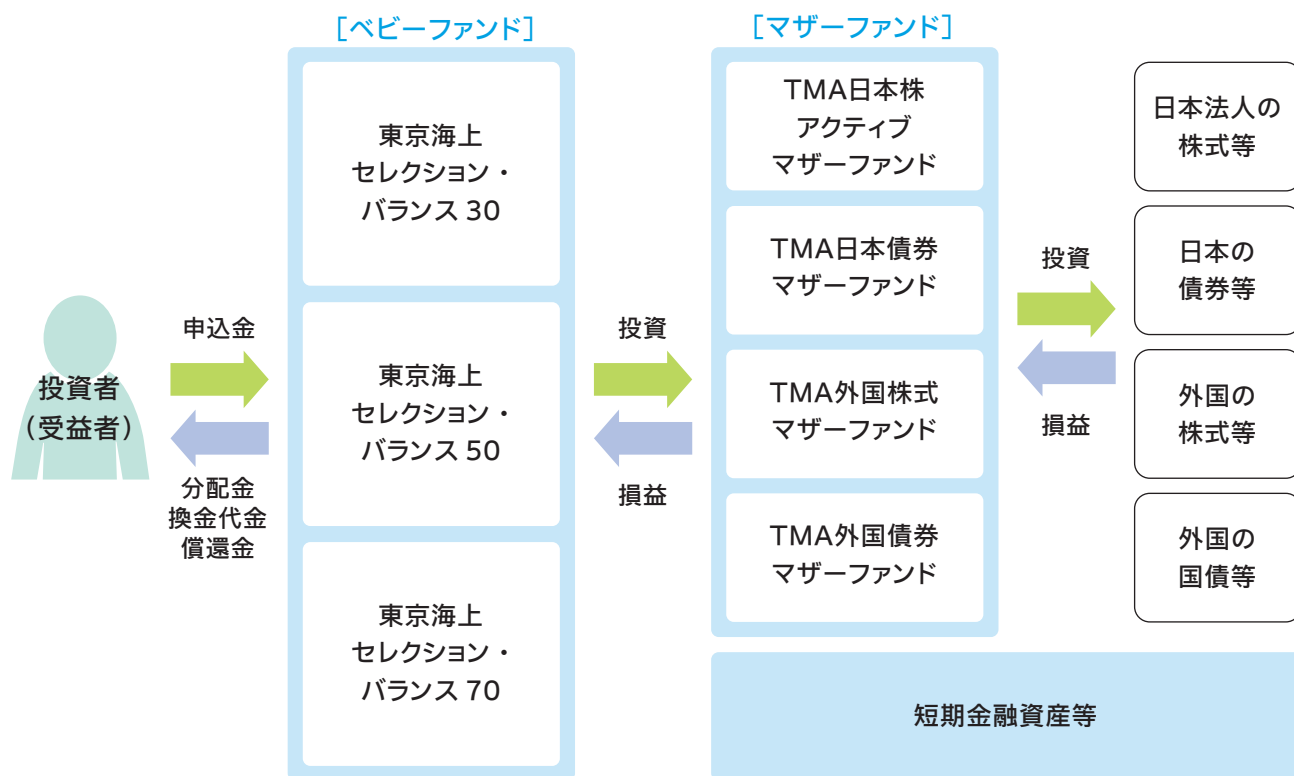 ［ベビーファンド］
［マザーファンド］
投資者
（受益者）
申込金
分配金
換金代金
償還金
東京海上
セレクション・
バランス 30
東京海上
セレクション・
バランス 50
東京海上
セレクション・
バランス 70
投資
損益
TMA日本株
アクティブ
マザーファンド
TMA日本債券
マザーファンド
TMA外国株式
マザーファンド
TMA外国債券
マザーファンド
投資
損益
日本法人の
株式等
日本の
債券等
外国の
株式等
外国の
国債等
短期金融資産等